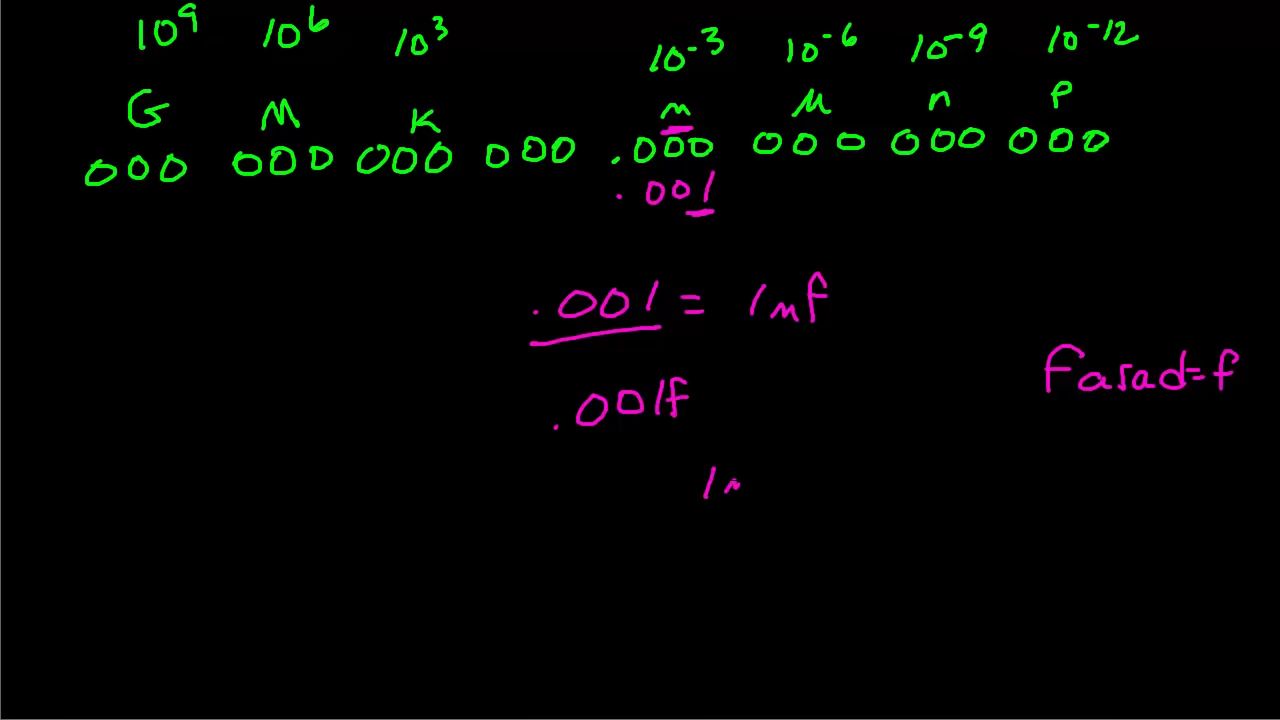 10⁹ 10⁶ 10³ 10⁻³ 10⁻⁶ 10⁻⁹ 10⁻¹²
G M K m μ n p
000 000 000 000 .000 000 000 000
.001
.001 = 1mf
farad=f
.001f
1m